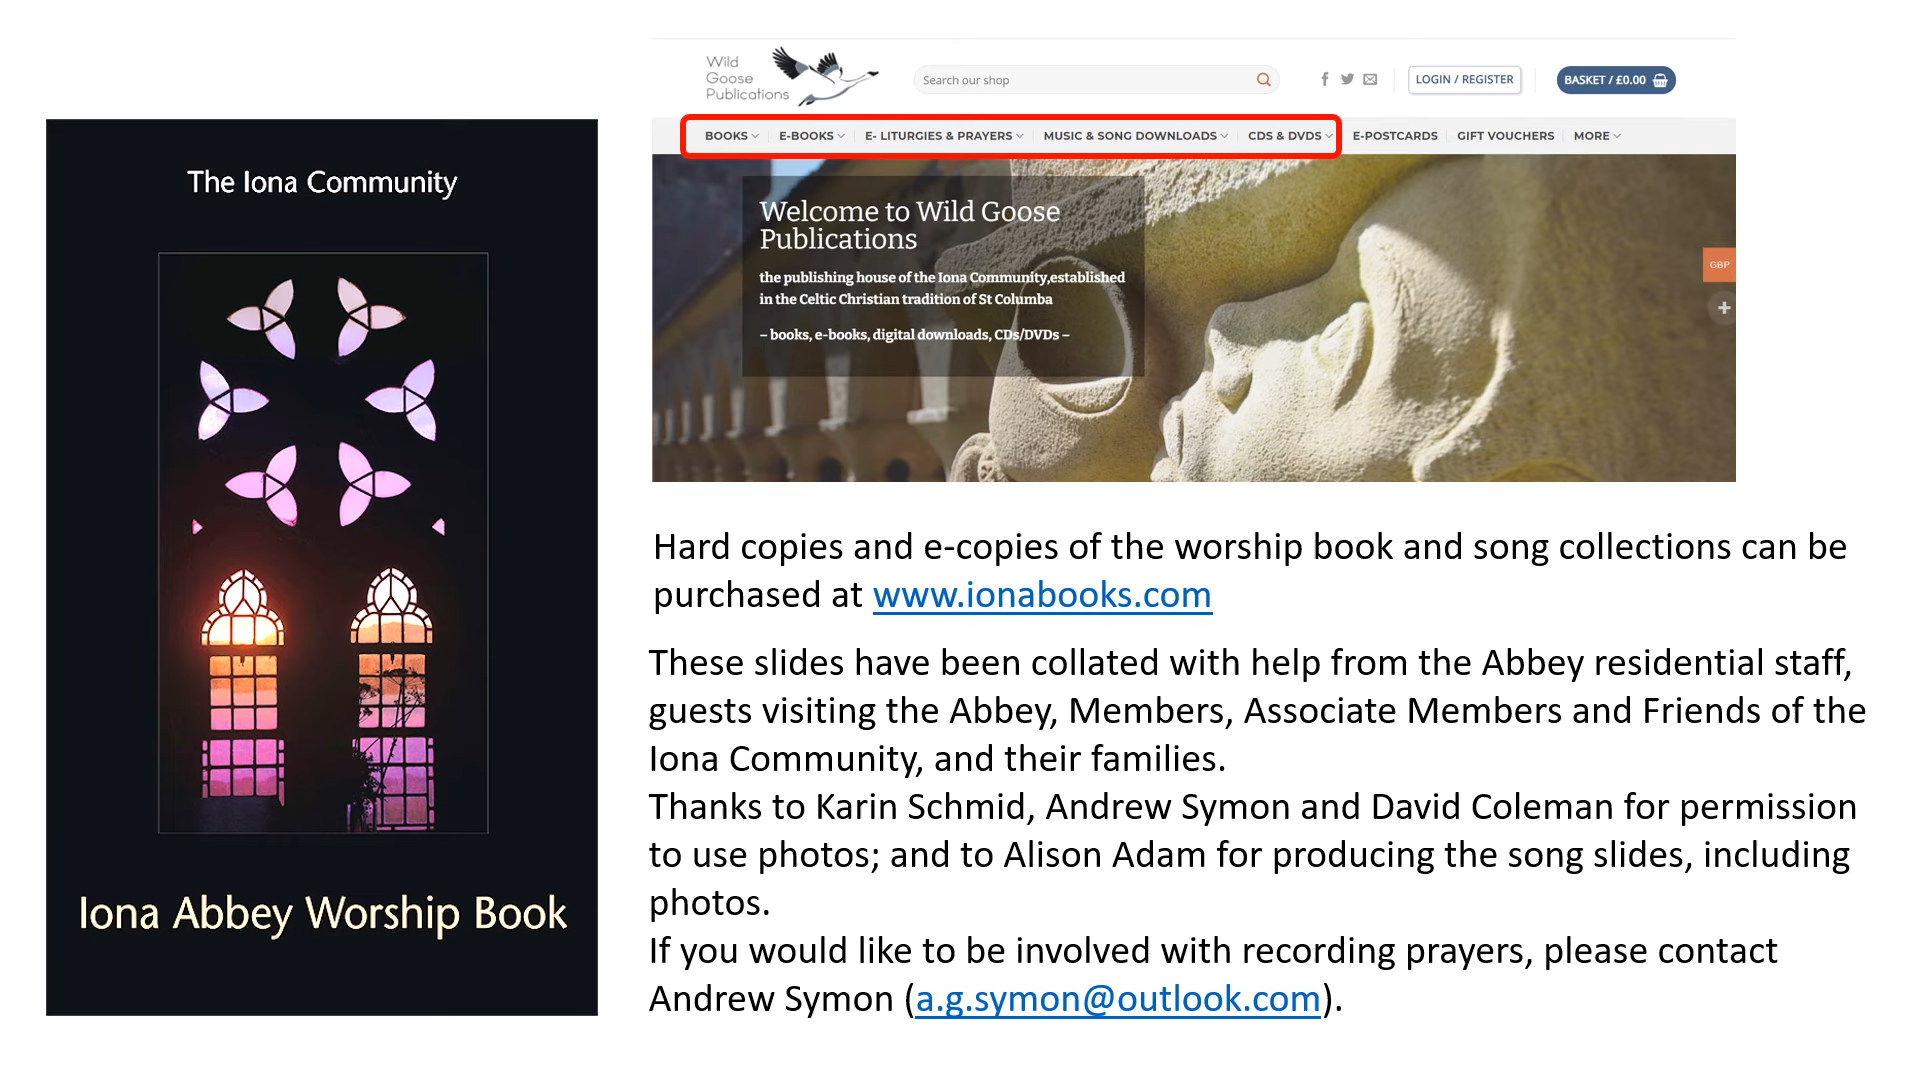 The Iona Community
Iona Abbey Worship Book
Wild
Goose
Publications
Search our shop
LOGIN / REGISTER
BASKET / £0.00
BOOKS E-BOOKS E- LITURGIES & PRAYERS MUSIC & SONG DOWNLOADS CDS & DVDS E-POSTCARDS GIFT VOUCHERS MORE
Welcome to Wild Goose
Publications
the publishing house of the Iona Community,established
in the Celtic Christian tradition of St Columba
– books, e-books, digital downloads, CDs/DVDs –
GBP
+
Hard copies and e-copies of the worship book and song collections can be
purchased at www.ionabooks.com
These slides have been collated with help from the Abbey residential staff,
guests visiting the Abbey, Members, Associate Members and Friends of the
Iona Community, and their families.
Thanks to Karin Schmid, Andrew Symon and David Coleman for permission
to use photos; and to Alison Adam for producing the song slides, including
photos.
If you would like to be involved with recording prayers, please contact
Andrew Symon (a.g.symon@outlook.com).